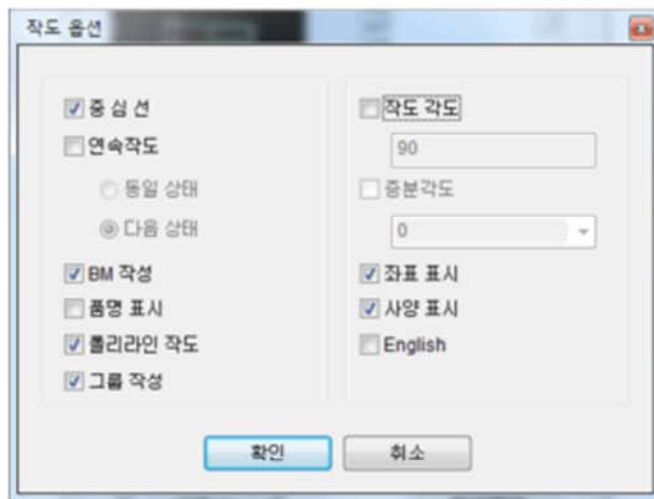 작도 옵션
중 심 선
연속작도
동일 상태
다음 상태
BM 작성
품명 표시
폴리라인 작도
그룹 작성
작도 각도
90
증분각도
0
좌표 표시
사양 표시
English
확인
취소